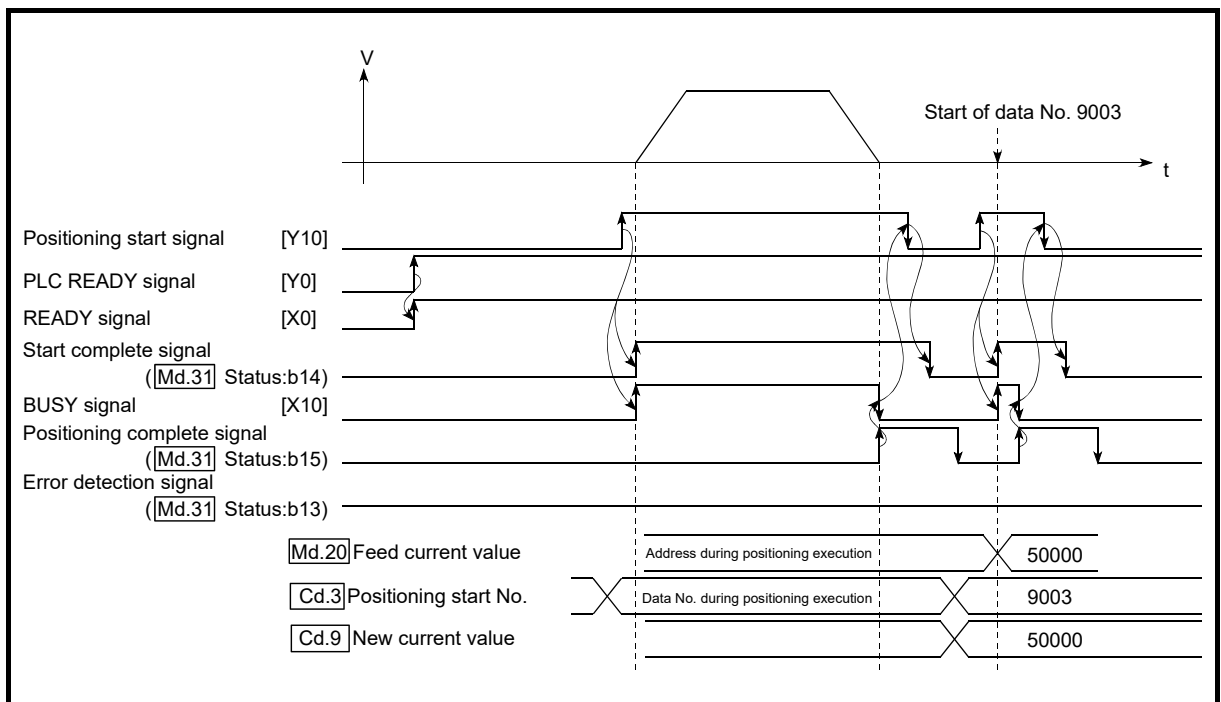 V
Start of data No. 9003
t
Positioning start signal [Y10]
PLC READY signal [Y0]
READY signal [X0]
Start complete signal
(Md.31 Status:b14)
BUSY signal [X10]
Positioning complete signal
(Md.31 Status:b15)
Error detection signal
(Md.31 Status:b13)
Md.20 Feed current value Address during positioning execution 50000
Cd.3 Positioning start No. Data No. during positioning execution 9003
Cd.9 New current value 50000